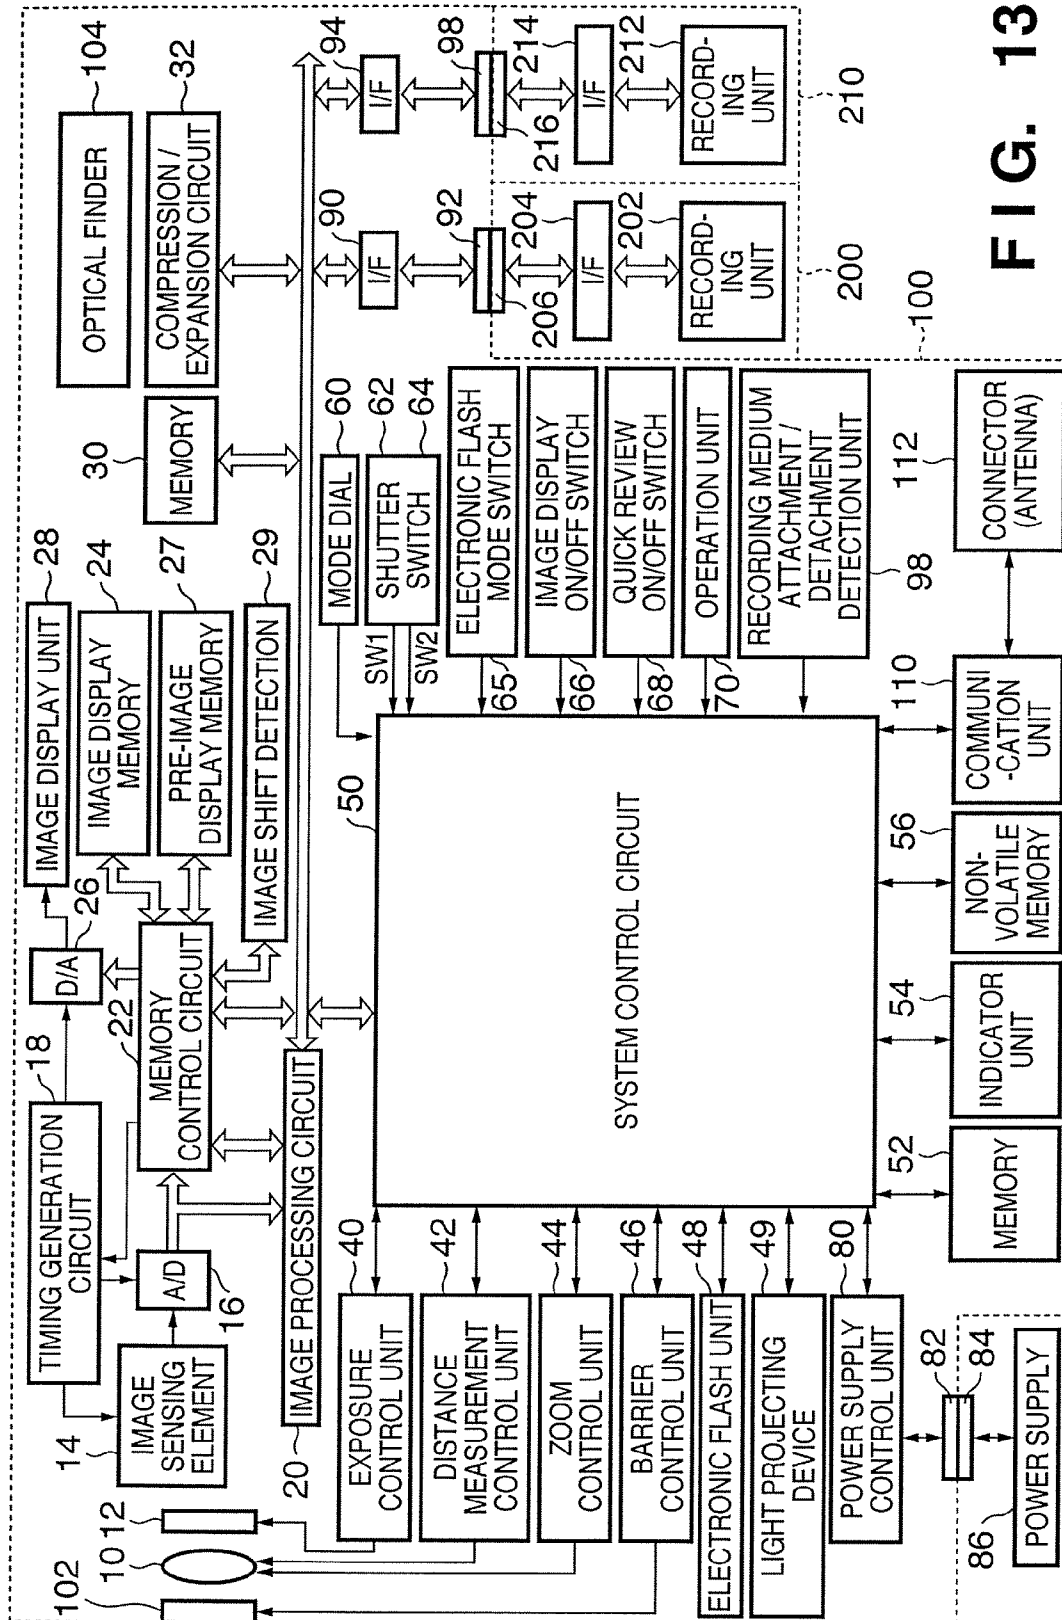 102
10
12
14
IMAGE
SENSING
ELEMENT
TIMING GENERATION
CIRCUIT
18
A/D
16
D/A
26
IMAGE DISPLAY UNIT
28
22
MEMORY
CONTROL CIRCUIT
IMAGE DISPLAY
MEMORY
24
PRE-IMAGE
DISPLAY MEMORY
27
IMAGE SHIFT DETECTION
29
20
IMAGE PROCESSING CIRCUIT
30
MEMORY
OPTICAL FINDER
104
COMPRESSION /
EXPANSION CIRCUIT
32
EXPOSURE
CONTROL UNIT
40
DISTANCE
MEASUREMENT
CONTROL UNIT
42
ZOOM
CONTROL UNIT
44
BARRIER
CONTROL UNIT
46
ELECTRONIC FLASH UNIT
48
LIGHT PROJECTING
DEVICE
49
POWER SUPPLY
CONTROL UNIT
80
82
84
86
POWER SUPPLY
50
SYSTEM CONTROL CIRCUIT
52
MEMORY
54
INDICATOR
UNIT
56
NON-
VOLATILE
MEMORY
110
COMMUNI
-CATION
UNIT
112
CONNECTOR
(ANTENNA)
MODE DIAL
60
SW1
SW2
SHUTTER
SWITCH
62
64
65
ELECTRONIC FLASH
MODE SWITCH
66
IMAGE DISPLAY
ON/OFF SWITCH
68
QUICK REVIEW
ON/OFF SWITCH
70
OPERATION UNIT
RECORDING MEDIUM
ATTACHMENT /
DETACHMENT
DETECTION UNIT
98
90
I/F
92
206
204
I/F
202
RECORD-
ING
UNIT
200
94
I/F
98
216
214
I/F
212
RECORD-
ING
UNIT
210
100
FIG. 13